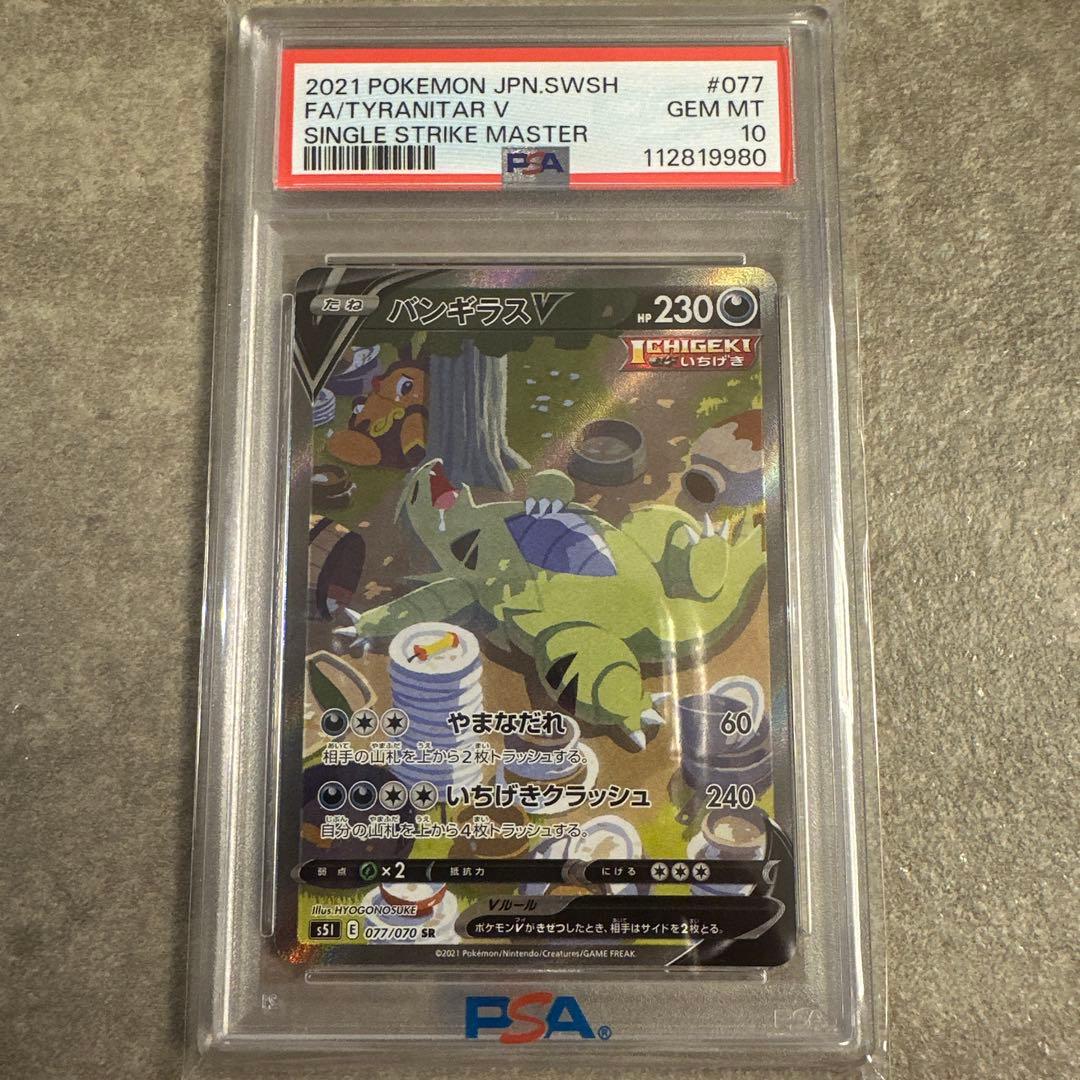 2021 POKEMON JPN.SWSH #077
FA/TYRANITAR V GEM MT
SINGLE STRIKE MASTER 10
PSA 112819980
たね バンギラスV HP 230
ICHIGEKI
いちげき
やまなだれ 60
相手の山札を上から2枚トラッシュする。
いちげきクラッシュ 240
自分の山札を上から4枚トラッシュする。
弱点 ×2 抵抗力 にげる
Illus. HYOGONOSUKE
Vルール
s5I E 077/070 SR
ポケモンVがきぜつしたとき、相手はサイドを2枚とる。
©2021 Pokémon/Nintendo/Creatures/GAME FREAK
PSA®